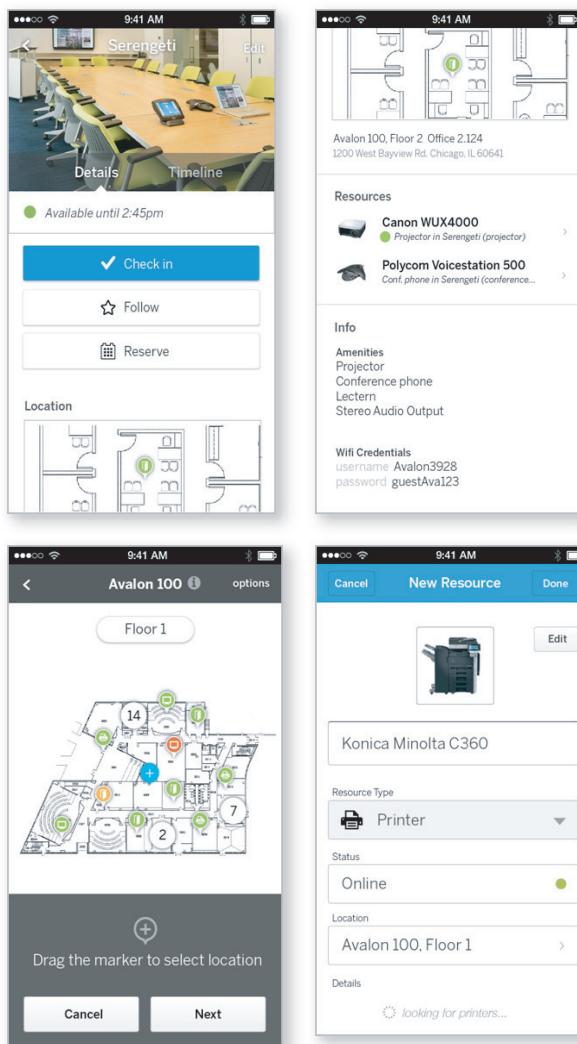 9:41 AM
Serengeti
Edit
Details
Timeline
Available until 2:45pm
Check in
Follow
Reserve
Location
9:41 AM
Avalon 100, Floor 2 Office 2.124
1200 West Bayview Rd. Chicago, IL 60641
Resources
Canon WUX4000
Projector in Serengeti (projector)
Polycom Voicestation 500
Conf. phone in Serengeti (conference...
Info
Amenities
Projector
Conference phone
Lectern
Stereo Audio Output
Wifi Credentials
username Avalon3928
password guestAva123
9:41 AM
Avalon 100
options
Floor 1
14
7
2
Drag the marker to select location
Cancel
Next
9:41 AM
Cancel
New Resource
Done
Edit
Konica Minolta C360
Resource Type
Printer
Status
Online
Location
Avalon 100, Floor 1
Details
looking for printers...